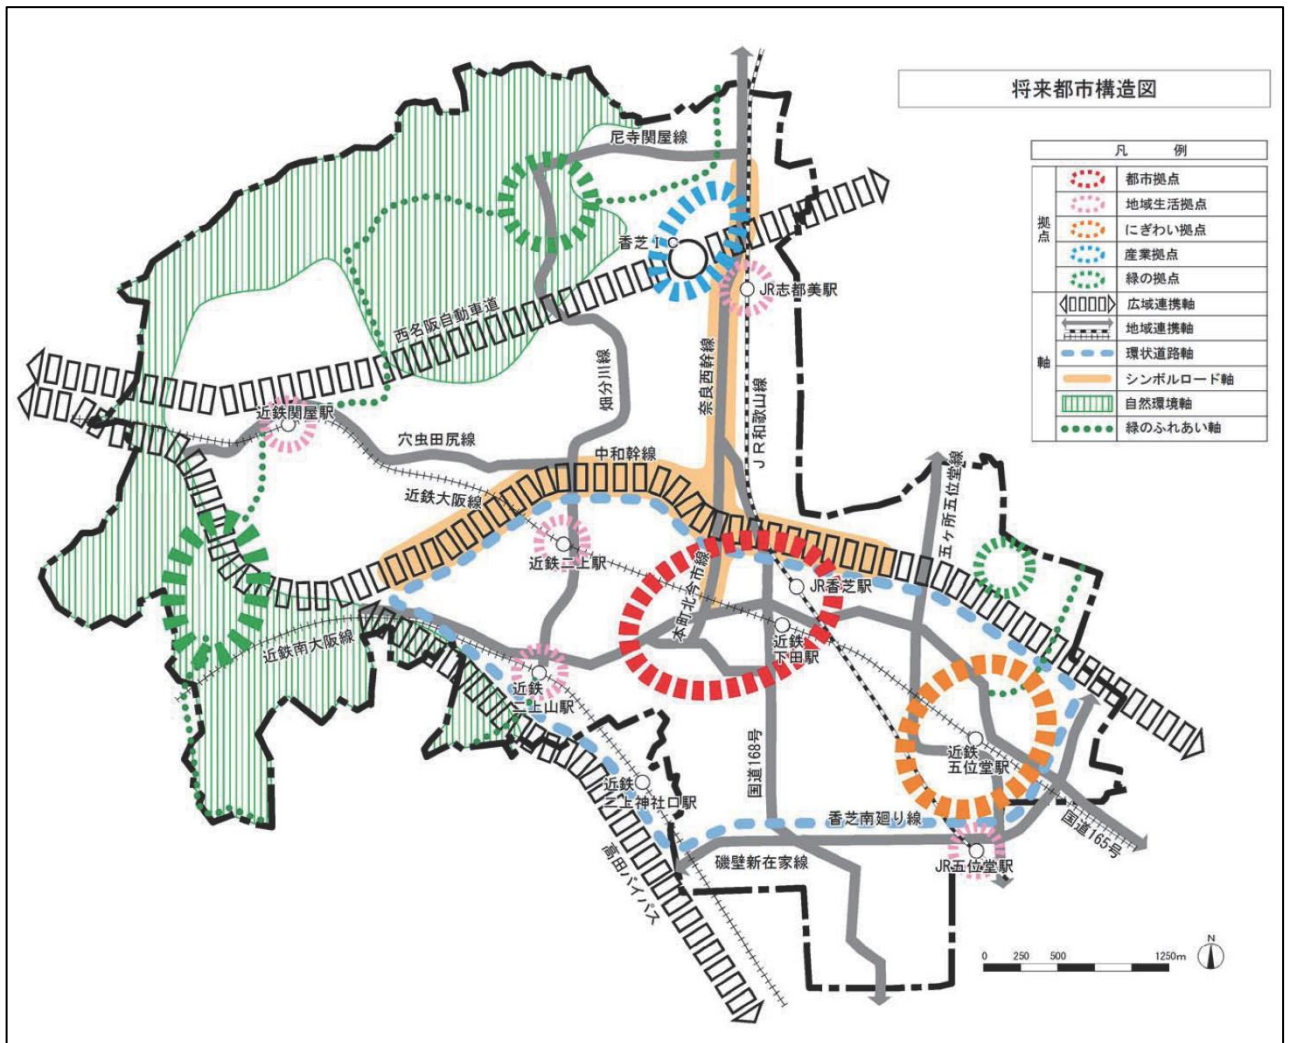 将来都市構造図
凡　例
拠点
都市拠点
地域生活拠点
にぎわい拠点
産業拠点
緑の拠点
軸
広域連携軸
地域連携軸
環状道路軸
シンボルロード軸
自然環境軸
緑のふれあい軸
尼寺関屋線
香芝IC
JR志都美駅
西名阪自動車道
奈良西幹線
JR和歌山線
畑分川線
近鉄関屋駅
穴虫田尻線
中和幹線
近鉄大阪線
五ヶ所五位堂線
近鉄二上駅
本町北今市線
JR香芝駅
近鉄
下田駅
近鉄南大阪線
近鉄
二上山駅
近鉄
五位堂駅
国道168号
近鉄
二上神社口駅
香芝南廻り線
国道165号
磯壁新在家線
JR五位堂駅
高田バイパス
N
0 250 500 1250m